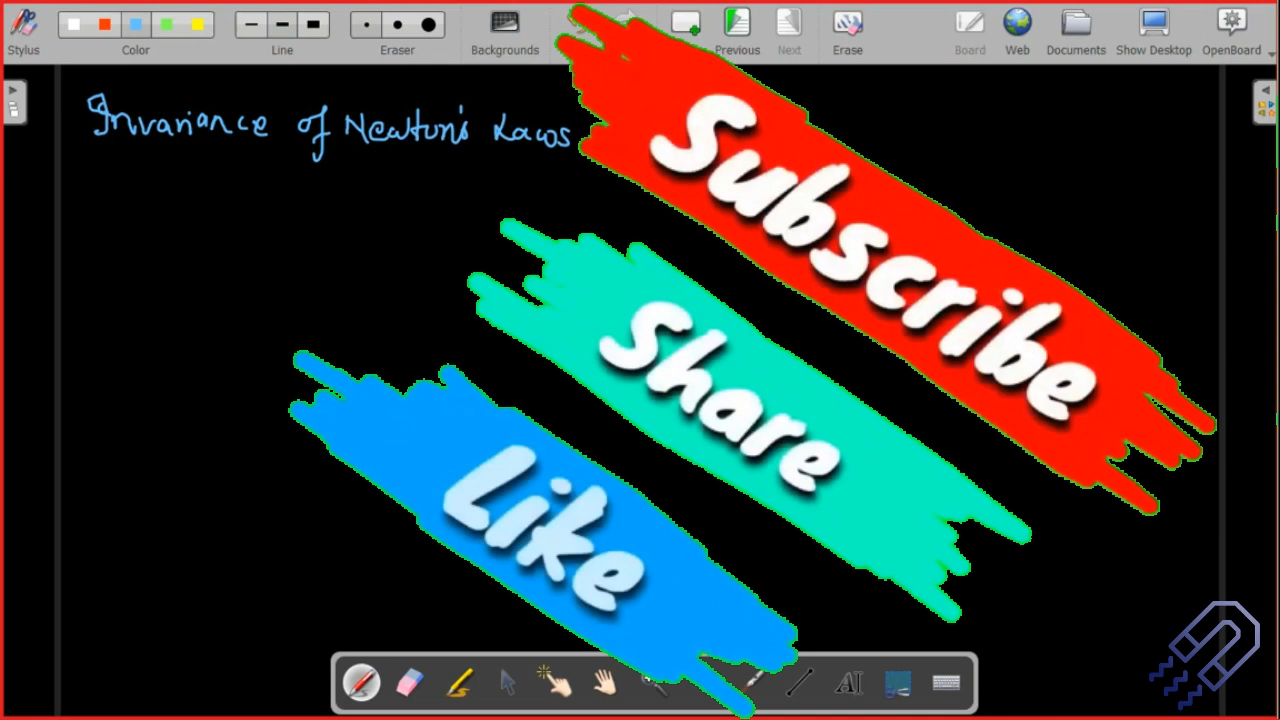 Stylus Color Line Eraser Backgrounds Previous Next Erase Board Web Documents Show Desktop OpenBoard
Invariance of Newton's Laws
Subscribe
Share
Like
AI